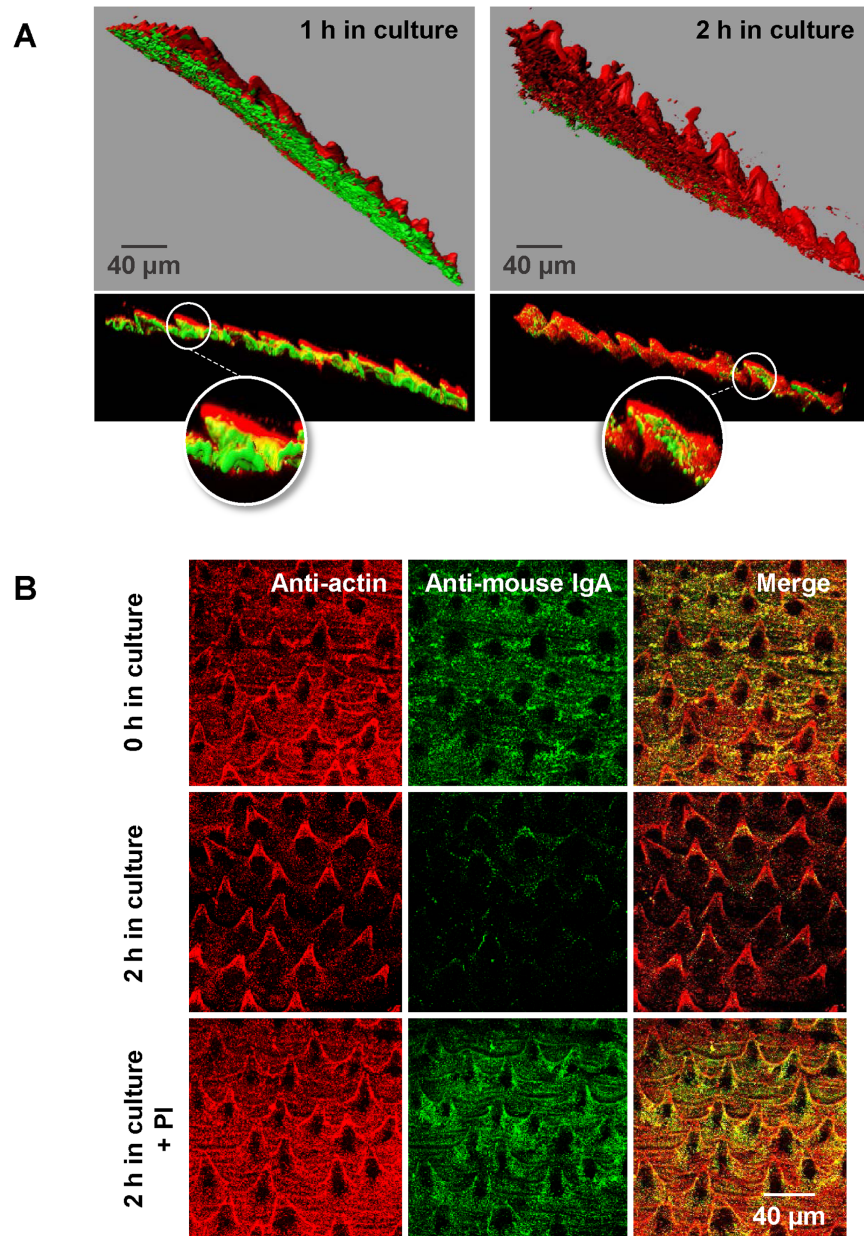 A
1 h in culture
2 h in culture
40 µm
40 µm
B
Anti-actin
Anti-mouse IgA
Merge
0 h in culture
2 h in culture
2 h in culture
+ PI
40 µm